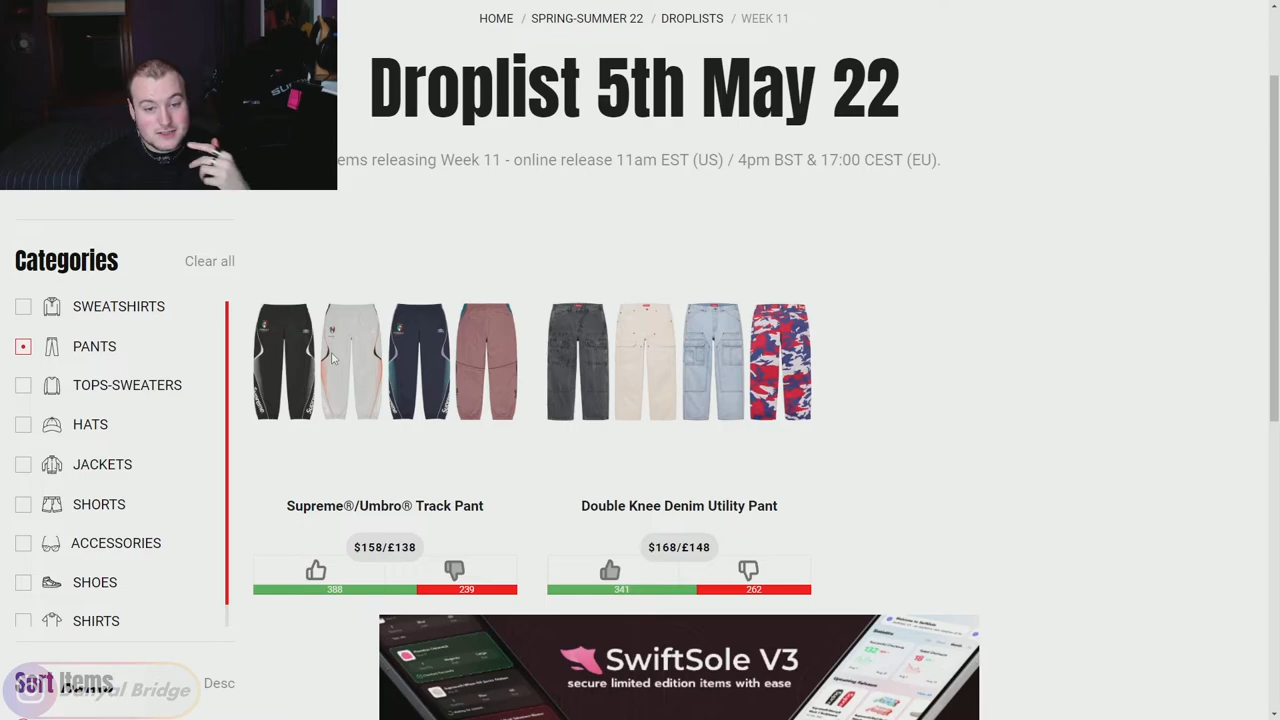 HOME / SPRING-SUMMER 22 / DROPLISTS / WEEK 11
Droplist 5th May 22
ems releasing Week 11 - online release 11am EST (US) / 4pm BST & 17:00 CEST (EU).
Categories
Clear all
SWEATSHIRTS
PANTS
TOPS-SWEATERS
HATS
JACKETS
SHORTS
ACCESSORIES
SHOES
SHIRTS
Sort Items
Desc
Bridge
Supreme®/Umbro® Track Pant
$158/£138
388
239
Double Knee Denim Utility Pant
$168/£148
341
262
SwiftSole V3
secure limited edition items with ease